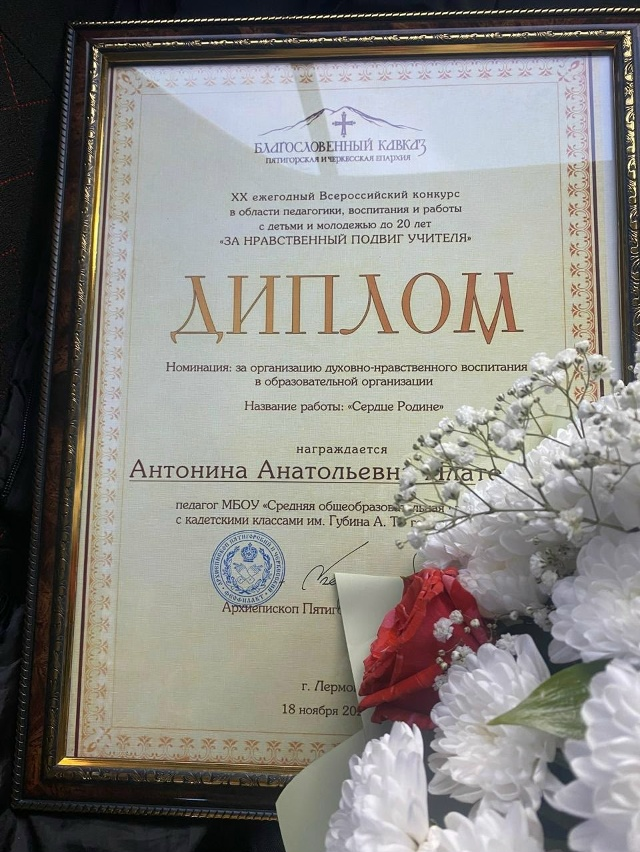 БЛАГОСЛОВЕННЫЙ КАВКАЗ
ПЯТИГОРСКАЯ И ЧЕРКЕССКАЯ ЕПАРХИЯ
XX ежегодный Всероссийский конкурс
в области педагогики, воспитания и работы
с детьми и молодежью до 20 лет
«ЗА НРАВСТВЕННЫЙ ПОДВИГ УЧИТЕЛЯ»
ДИПЛОМ
Номинация: за организацию духовно-нравственного воспитания
в образовательной организации
Название работы: «Сердце Родине»
награждается
Антонина Анатольевна
педагог МБОУ «Средняя общеобразовательная
с кадетскими классами им. Губина А. Т.
Архиепископ
г.
18 ноября